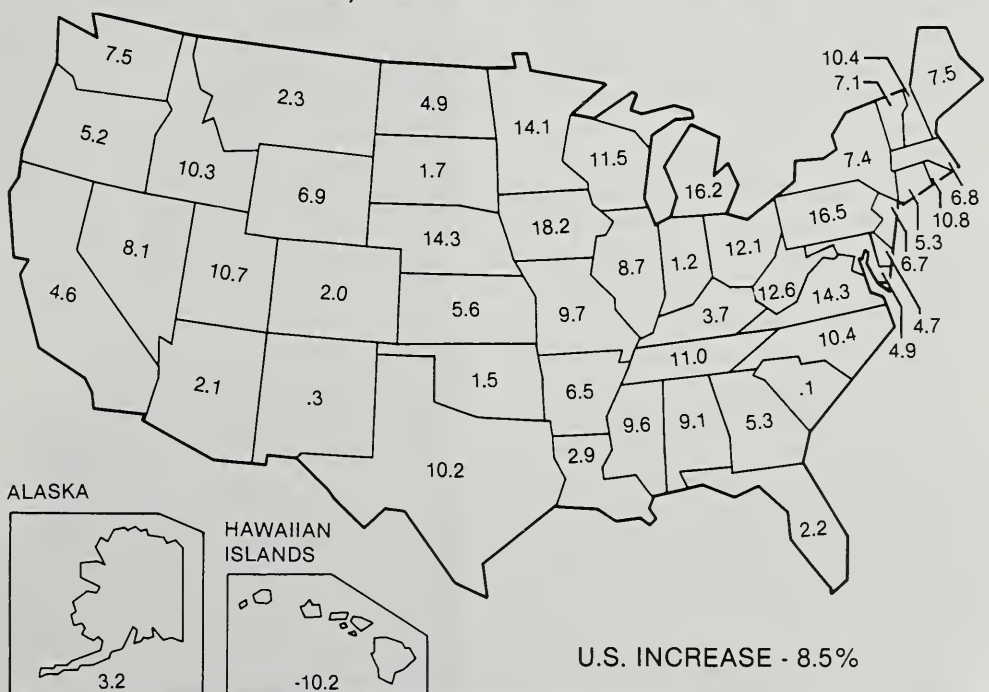 10.4
7.5 7.1 7.5
2.3 4.9
14.1
5.2 11.5 7.4
10.3 1.7 16.2
6.9 6.8
16.5 10.8
14.3 18.2 5.3
8.1 12.1
10.7 8.7 1.2 6.7
4.6 2.0 12.6 14.3
5.6 9.7 3.7 4.7
10.4 4.9
11.0
2.1 .3 1.5 6.5 .1
9.6 9.1 5.3
10.2 2.9
ALASKA
HAWAIIAN
ISLANDS
2.2
U.S. INCREASE - 8.5%
3.2 -10.2